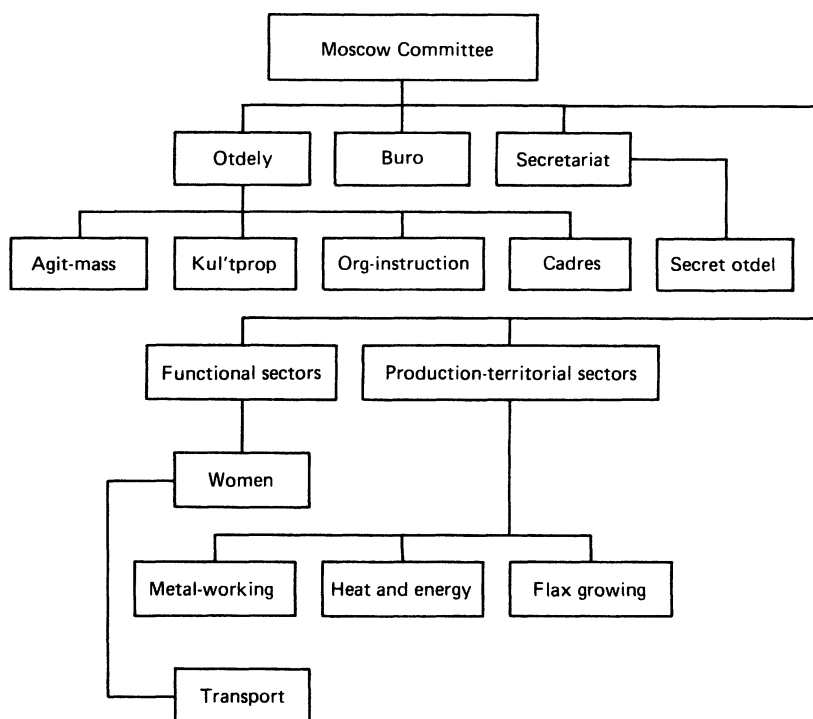 Moscow Committee
Otdely
Buro
Secretariat
Agit-mass
Kul'tprop
Org-instruction
Cadres
Secret otdel
Functional sectors
Production-territorial sectors
Women
Metal-working
Heat and energy
Flax growing
Transport